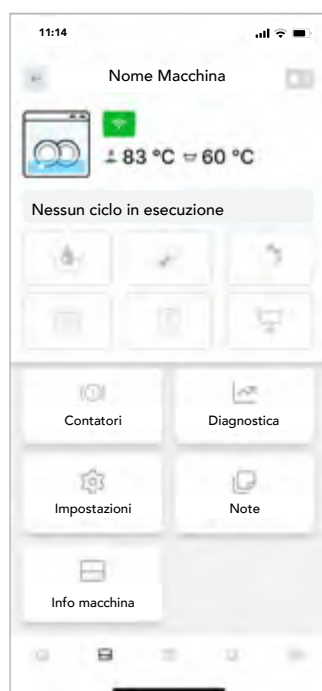 11:14
Nome Macchina
83 °C 60 °C
Nessun ciclo in esecuzione
Contatori
Diagnostica
Impostazioni
Note
Info macchina